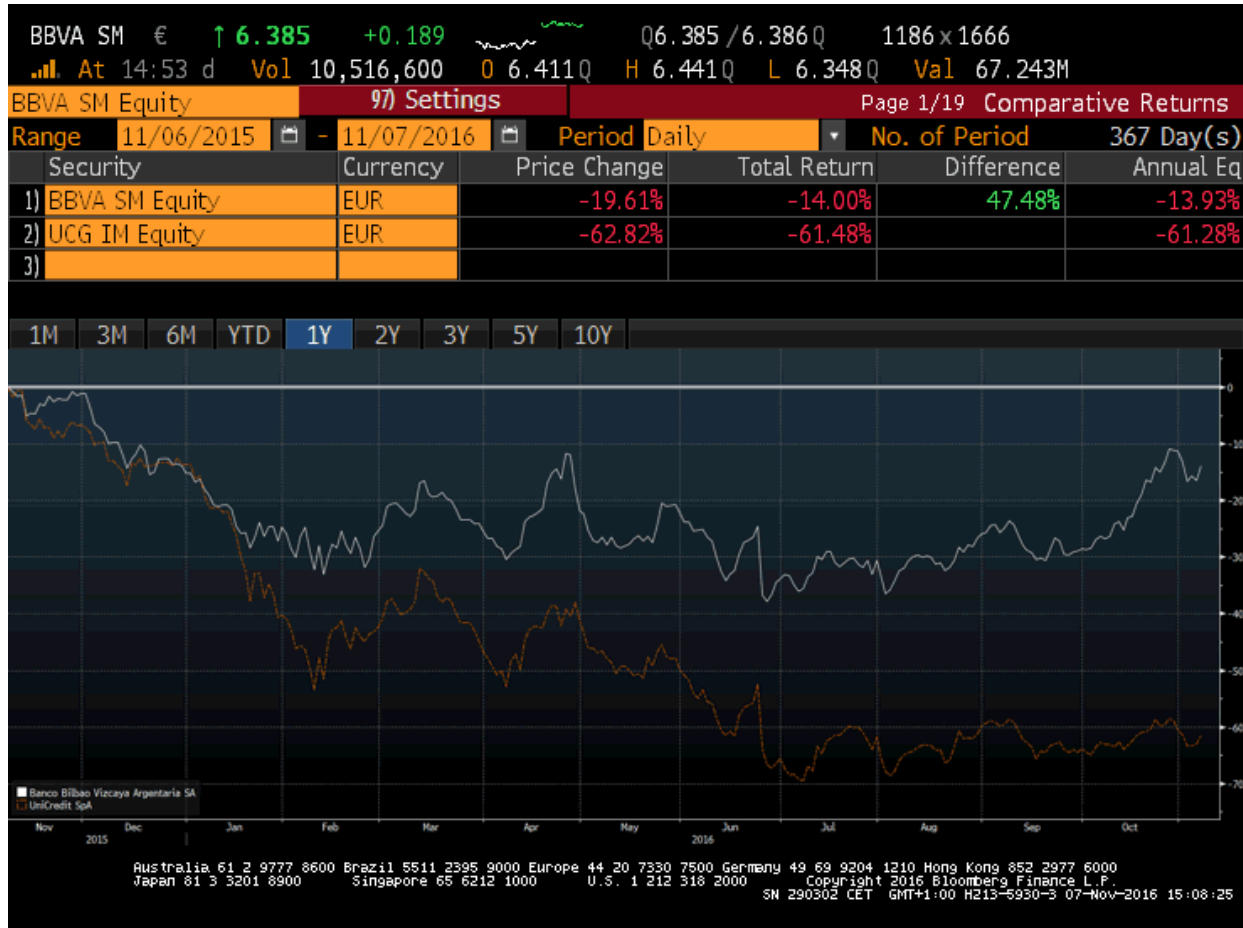 BBVA SM € ↑ 6.385 +0.189 Q6.385 / 6.386Q 1186 x 1666
At 14:53 d Vol 10,516,600 O 6.411Q H 6.441Q L 6.348Q Val 67.243M
BBVA SM Equity 97) Settings Page 1/19 Comparative Returns
Range 11/06/2015 - 11/07/2016 Period Daily No. of Period 367 Day(s)
Security Currency Price Change Total Return Difference Annual Eq
1) BBVA SM Equity EUR -19.61% -14.00% 47.48% -13.93%
2) UCG IM Equity EUR -62.82% -61.48% -61.28%
3)
1M 3M 6M YTD 1Y 2Y 3Y 5Y 10Y
0
-10
-20
-30
-40
-50
-60
-70
Banco Bilbao Vizcaya Argentaria SA
UniCredit SpA
Nov Dec Jan Feb Mar Apr May Jun Jul Aug Sep Oct
2015 2016
Australia 61 2 9777 8600 Brazil 5511 2395 9000 Europe 44 20 7330 7500 Germany 49 69 9204 1210 Hong Kong 852 2977 6000
Japan 81 3 3201 8900 Singapore 65 6212 1000 U.S. 1 212 318 2000 Copyright 2016 Bloomberg Finance L.P.
SN 290302 CET GMT+1:00 H213-5930-3 07-Nov-2016 15:08:25